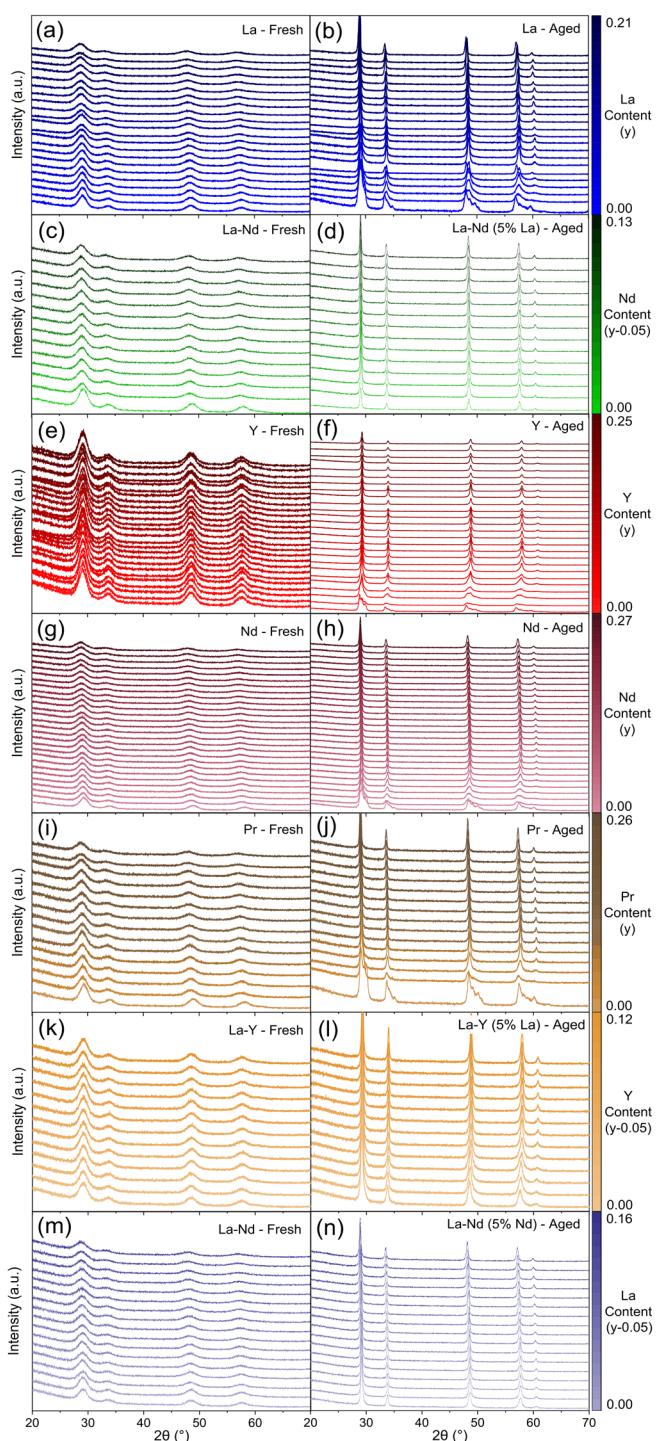 (a) La - Fresh (b) La - Aged 0.21
Intensity (a.u.)
La
Content
(y)
0.00
(c) La-Nd - Fresh (d) La-Nd (5% La) - Aged 0.13
Intensity (a.u.)
Nd
Content
(y-0.05)
0.00
(e) Y - Fresh (f) Y - Aged 0.25
Intensity (a.u.)
Y
Content
(y)
0.00
(g) Nd - Fresh (h) Nd - Aged 0.27
Intensity (a.u.)
Nd
Content
(y)
0.00
(i) Pr - Fresh (j) Pr - Aged 0.26
Intensity (a.u.)
Pr
Content
(y)
0.00
(k) La-Y - Fresh (l) La-Y (5% La) - Aged 0.12
Intensity (a.u.)
Y
Content
(y-0.05)
0.00
(m) La-Nd - Fresh (n) La-Nd (5% Nd) - Aged 0.16
Intensity (a.u.)
La
Content
(y-0.05)
0.00
20 30 40 50 60 20 30 40 50 60 70
2θ (°) 2θ (°)